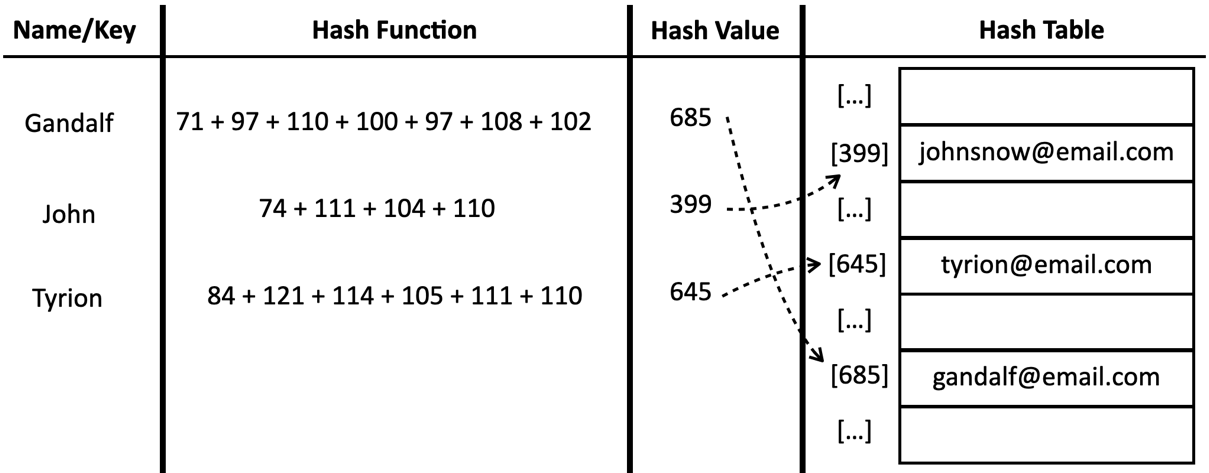 Name/Key Hash Function Hash Value Hash Table
[...]
Gandalf 71 + 97 + 110 + 100 + 97 + 108 + 102 685
[399] johnsnow@email.com
John 74 + 111 + 104 + 110 399 [...]
[645] tyrion@email.com
Tyrion 84 + 121 + 114 + 105 + 111 + 110 645
[...]
[685] gandalf@email.com
[...]